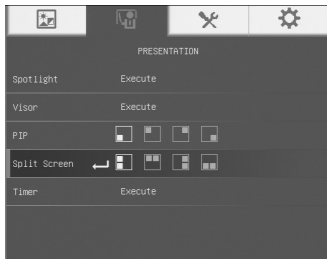 PRESENTATION
Spotlight Execute
Visor Execute
PIP
Split Screen
Timer Execute